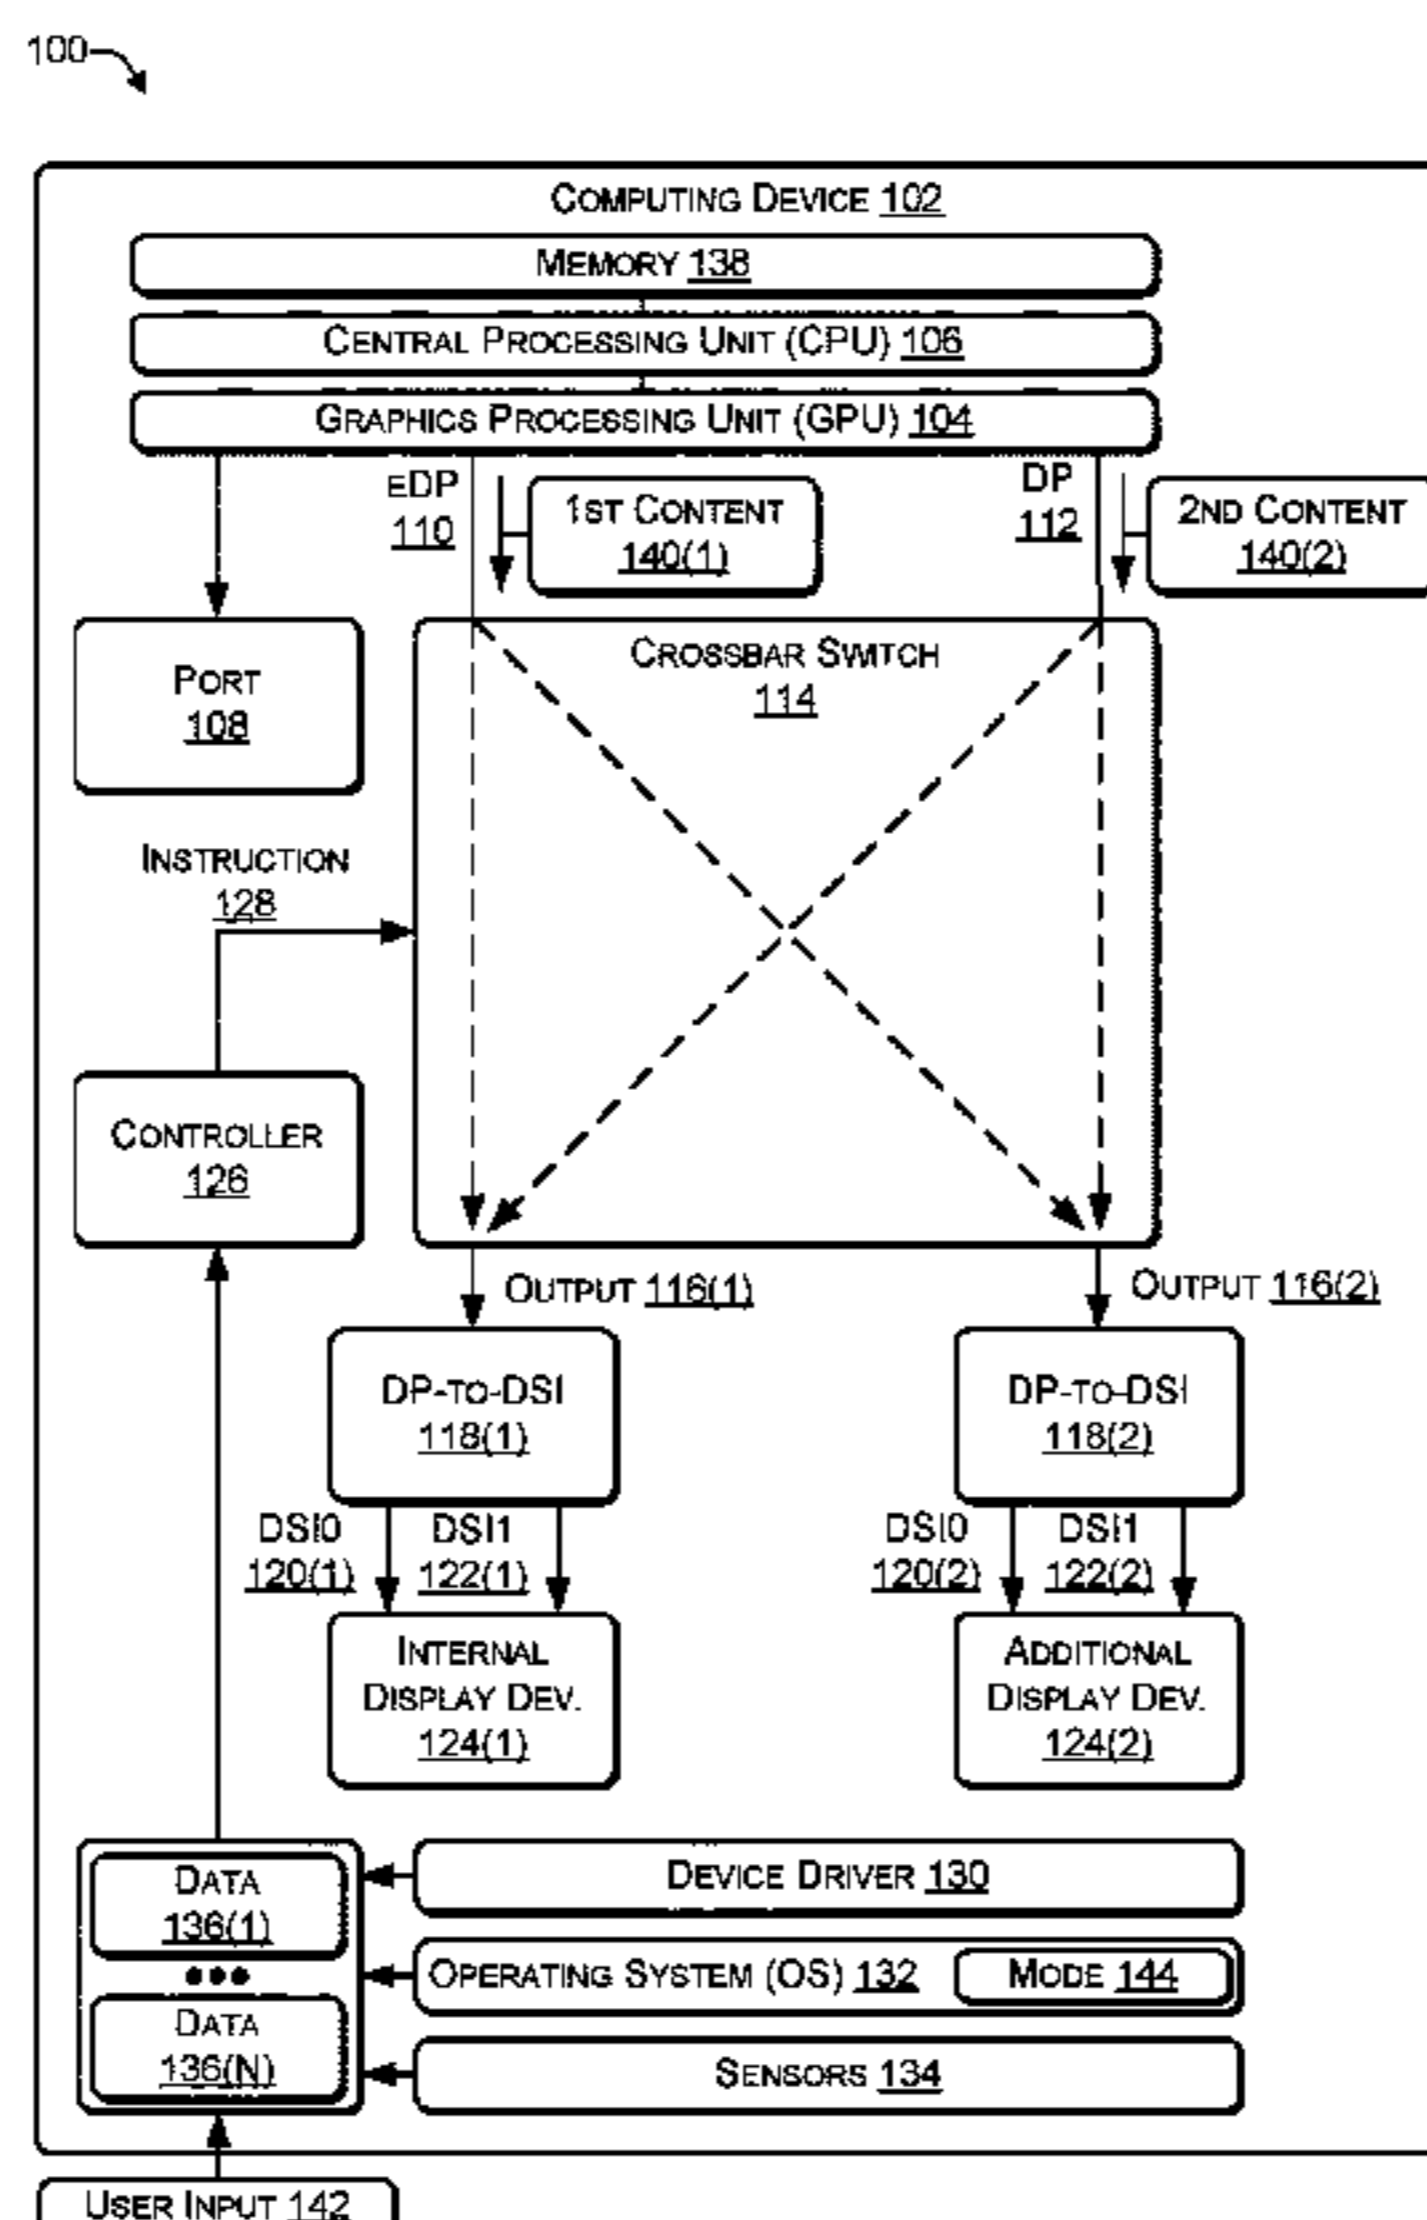 100
COMPUTING DEVICE 102
MEMORY 138
CENTRAL PROCESSING UNIT (CPU) 106
GRAPHICS PROCESSING UNIT (GPU) 104
EDP
110
1ST CONTENT
140(1)
DP
112
2ND CONTENT
140(2)
PORT
108
CROSSBAR SWITCH
114
INSTRUCTION
128
CONTROLLER
126
OUTPUT 116(1)
OUTPUT 116(2)
DP-TO-DSI
118(1)
DP-TO-DSI
118(2)
DSI0
120(1)
DSI1
122(1)
DSI0
120(2)
DSI1
122(2)
INTERNAL
DISPLAY DEV.
124(1)
ADDITIONAL
DISPLAY DEV.
124(2)
DATA
136(1)
•••
DATA
136(N)
DEVICE DRIVER 130
OPERATING SYSTEM (OS) 132
MODE 144
SENSORS 134
USER INPUT 142